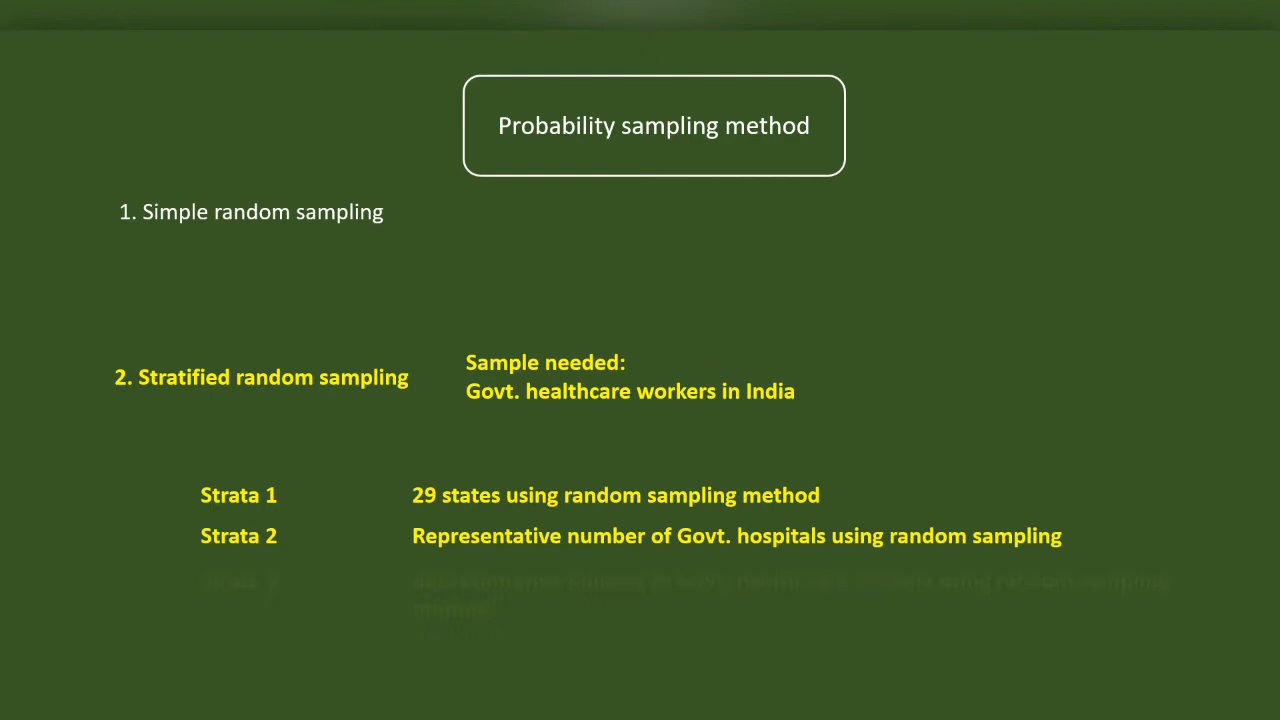 Probability sampling method
1. Simple random sampling
2. Stratified random sampling
Sample needed:
Govt. healthcare workers in India
Strata 1 29 states using random sampling method
Strata 2 Representative number of Govt. hospitals using random sampling